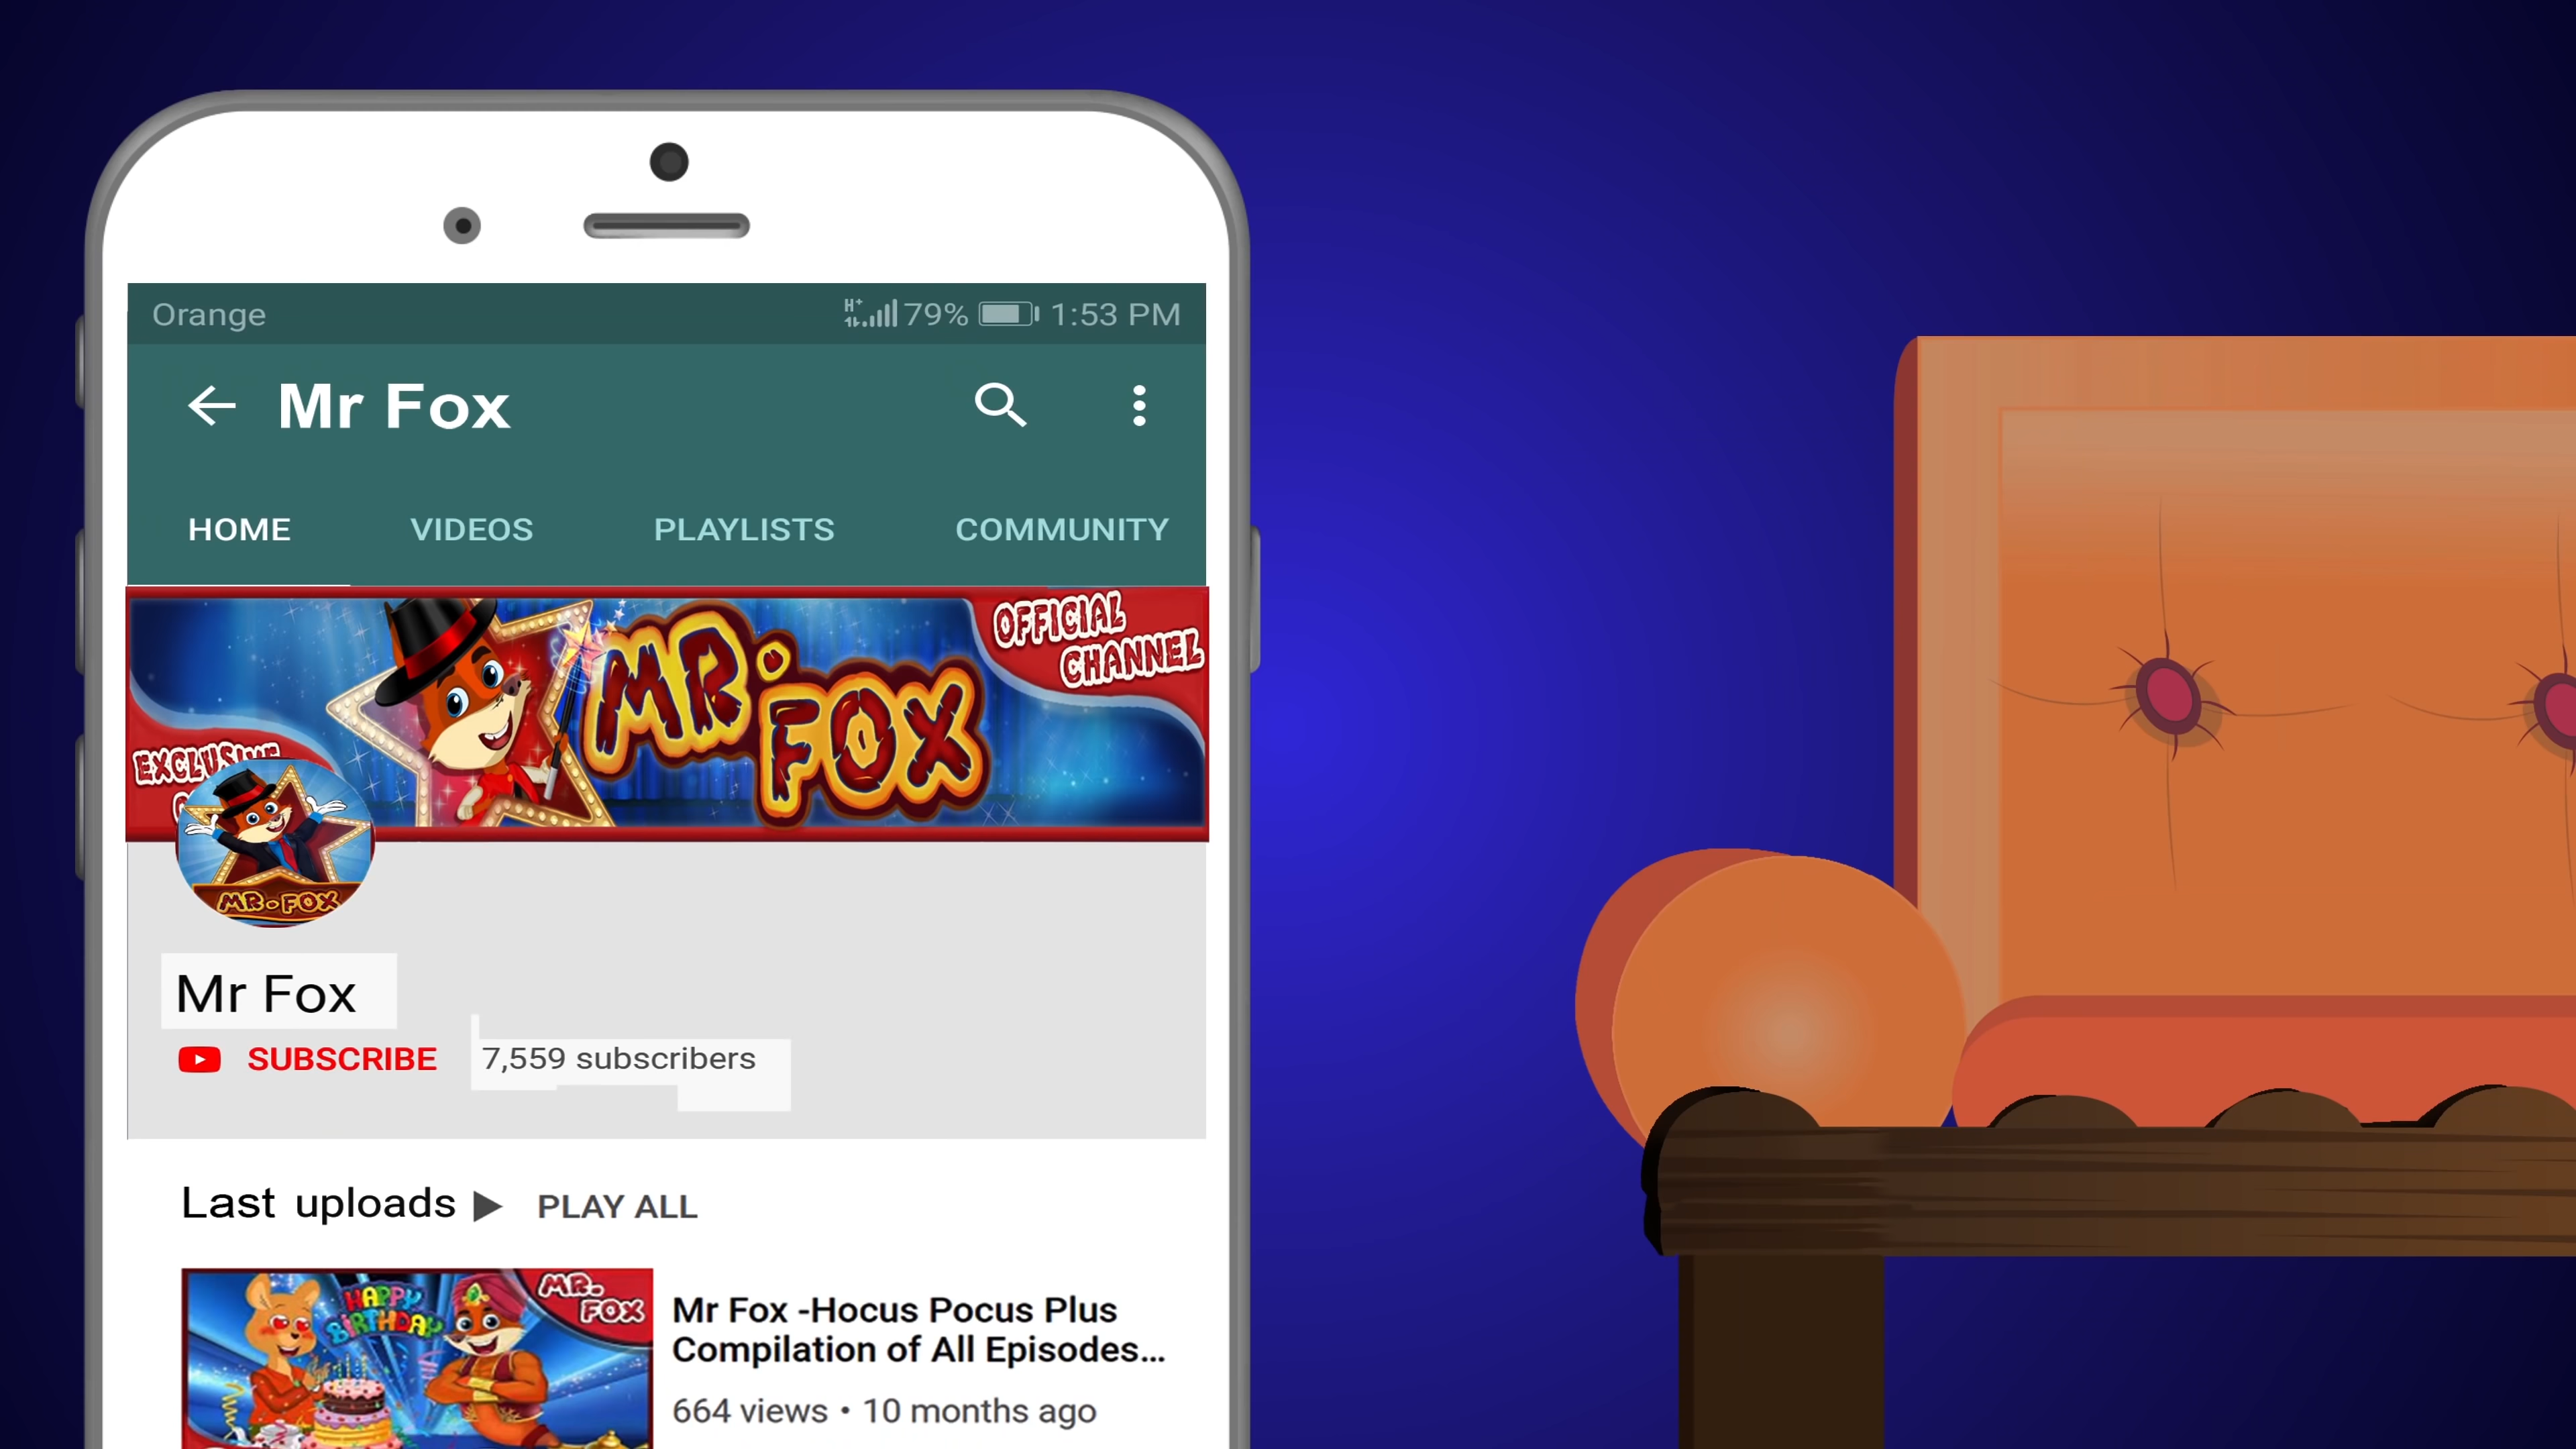 Orange
H+ 79% 1:53 PM
Mr Fox
HOME VIDEOS PLAYLISTS COMMUNITY
OFFICIAL
CHANNEL
MR.
FOX
EXCLUSIVE
MR. FOX
Mr Fox
SUBSCRIBE 7,559 subscribers
Last uploads PLAY ALL
HAPPY
BIRTHDAY
MR.
FOX
Mr Fox -Hocus Pocus Plus
Compilation of All Episodes...
664 views • 10 months ago